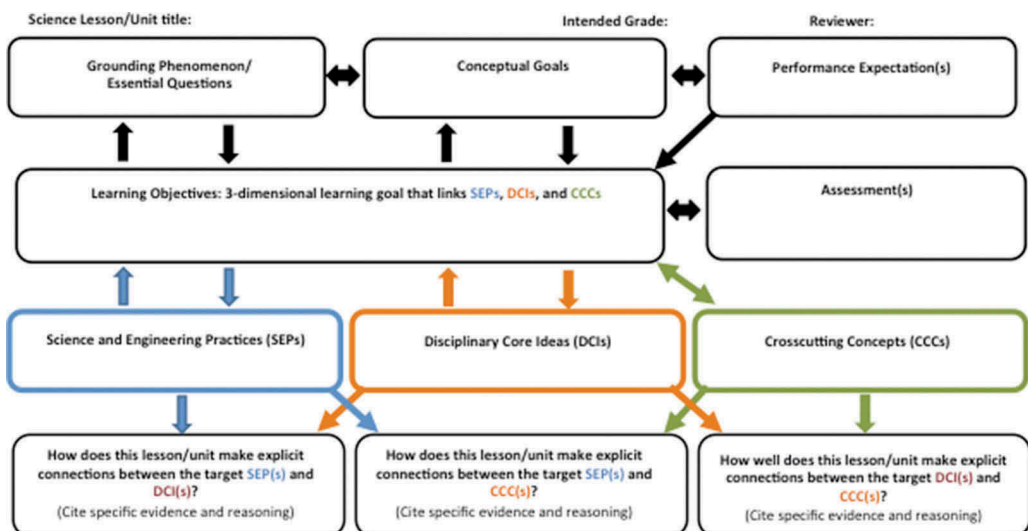 Science Lesson/Unit title:
Intended Grade:
Reviewer:
Grounding Phenomenon/
Essential Questions
Conceptual Goals
Performance Expectation(s)
Learning Objectives: 3-dimensional learning goal that links SEPs, DCIs, and CCCs
Assessment(s)
Science and Engineering Practices (SEPs)
Disciplinary Core Ideas (DCIs)
Crosscutting Concepts (CCCs)
How does this lesson/unit make explicit
connections between the target SEP(s) and
DCI(s)?
(Cite specific evidence and reasoning)
How does this lesson/unit make explicit
connections between the target SEP(s) and
CCC(s)?
(Cite specific evidence and reasoning)
How well does this lesson/unit make explicit
connections between the target DCI(s) and
CCC(s)?
(Cite specific evidence and reasoning)